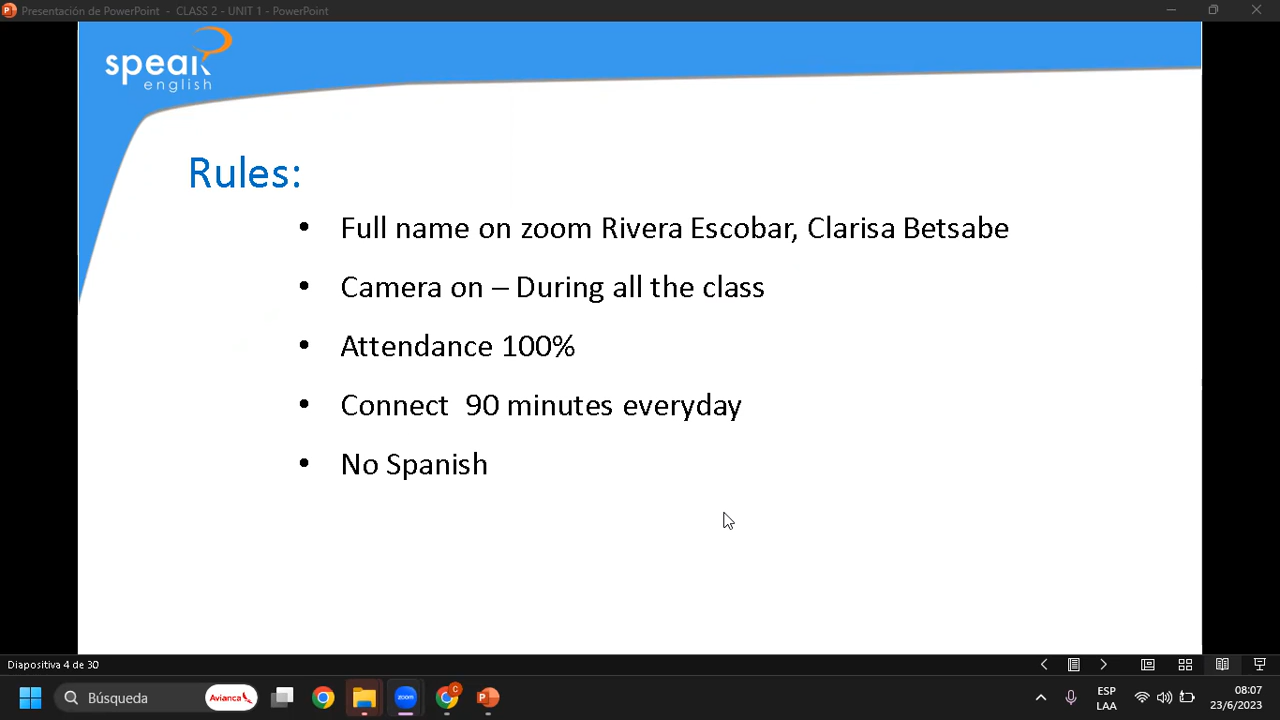 Presentación de PowerPoint - CLASS 2 - UNIT 1 - PowerPoint
speak
english
Rules:
• Full name on zoom Rivera Escobar, Clarisa Betsabe
• Camera on – During all the class
• Attendance 100%
• Connect  90 minutes everyday
• No Spanish
Diapositiva 4 de 30
Búsqueda
Avianca
zoom
C
ESP
LAA
08:07
23/6/2023